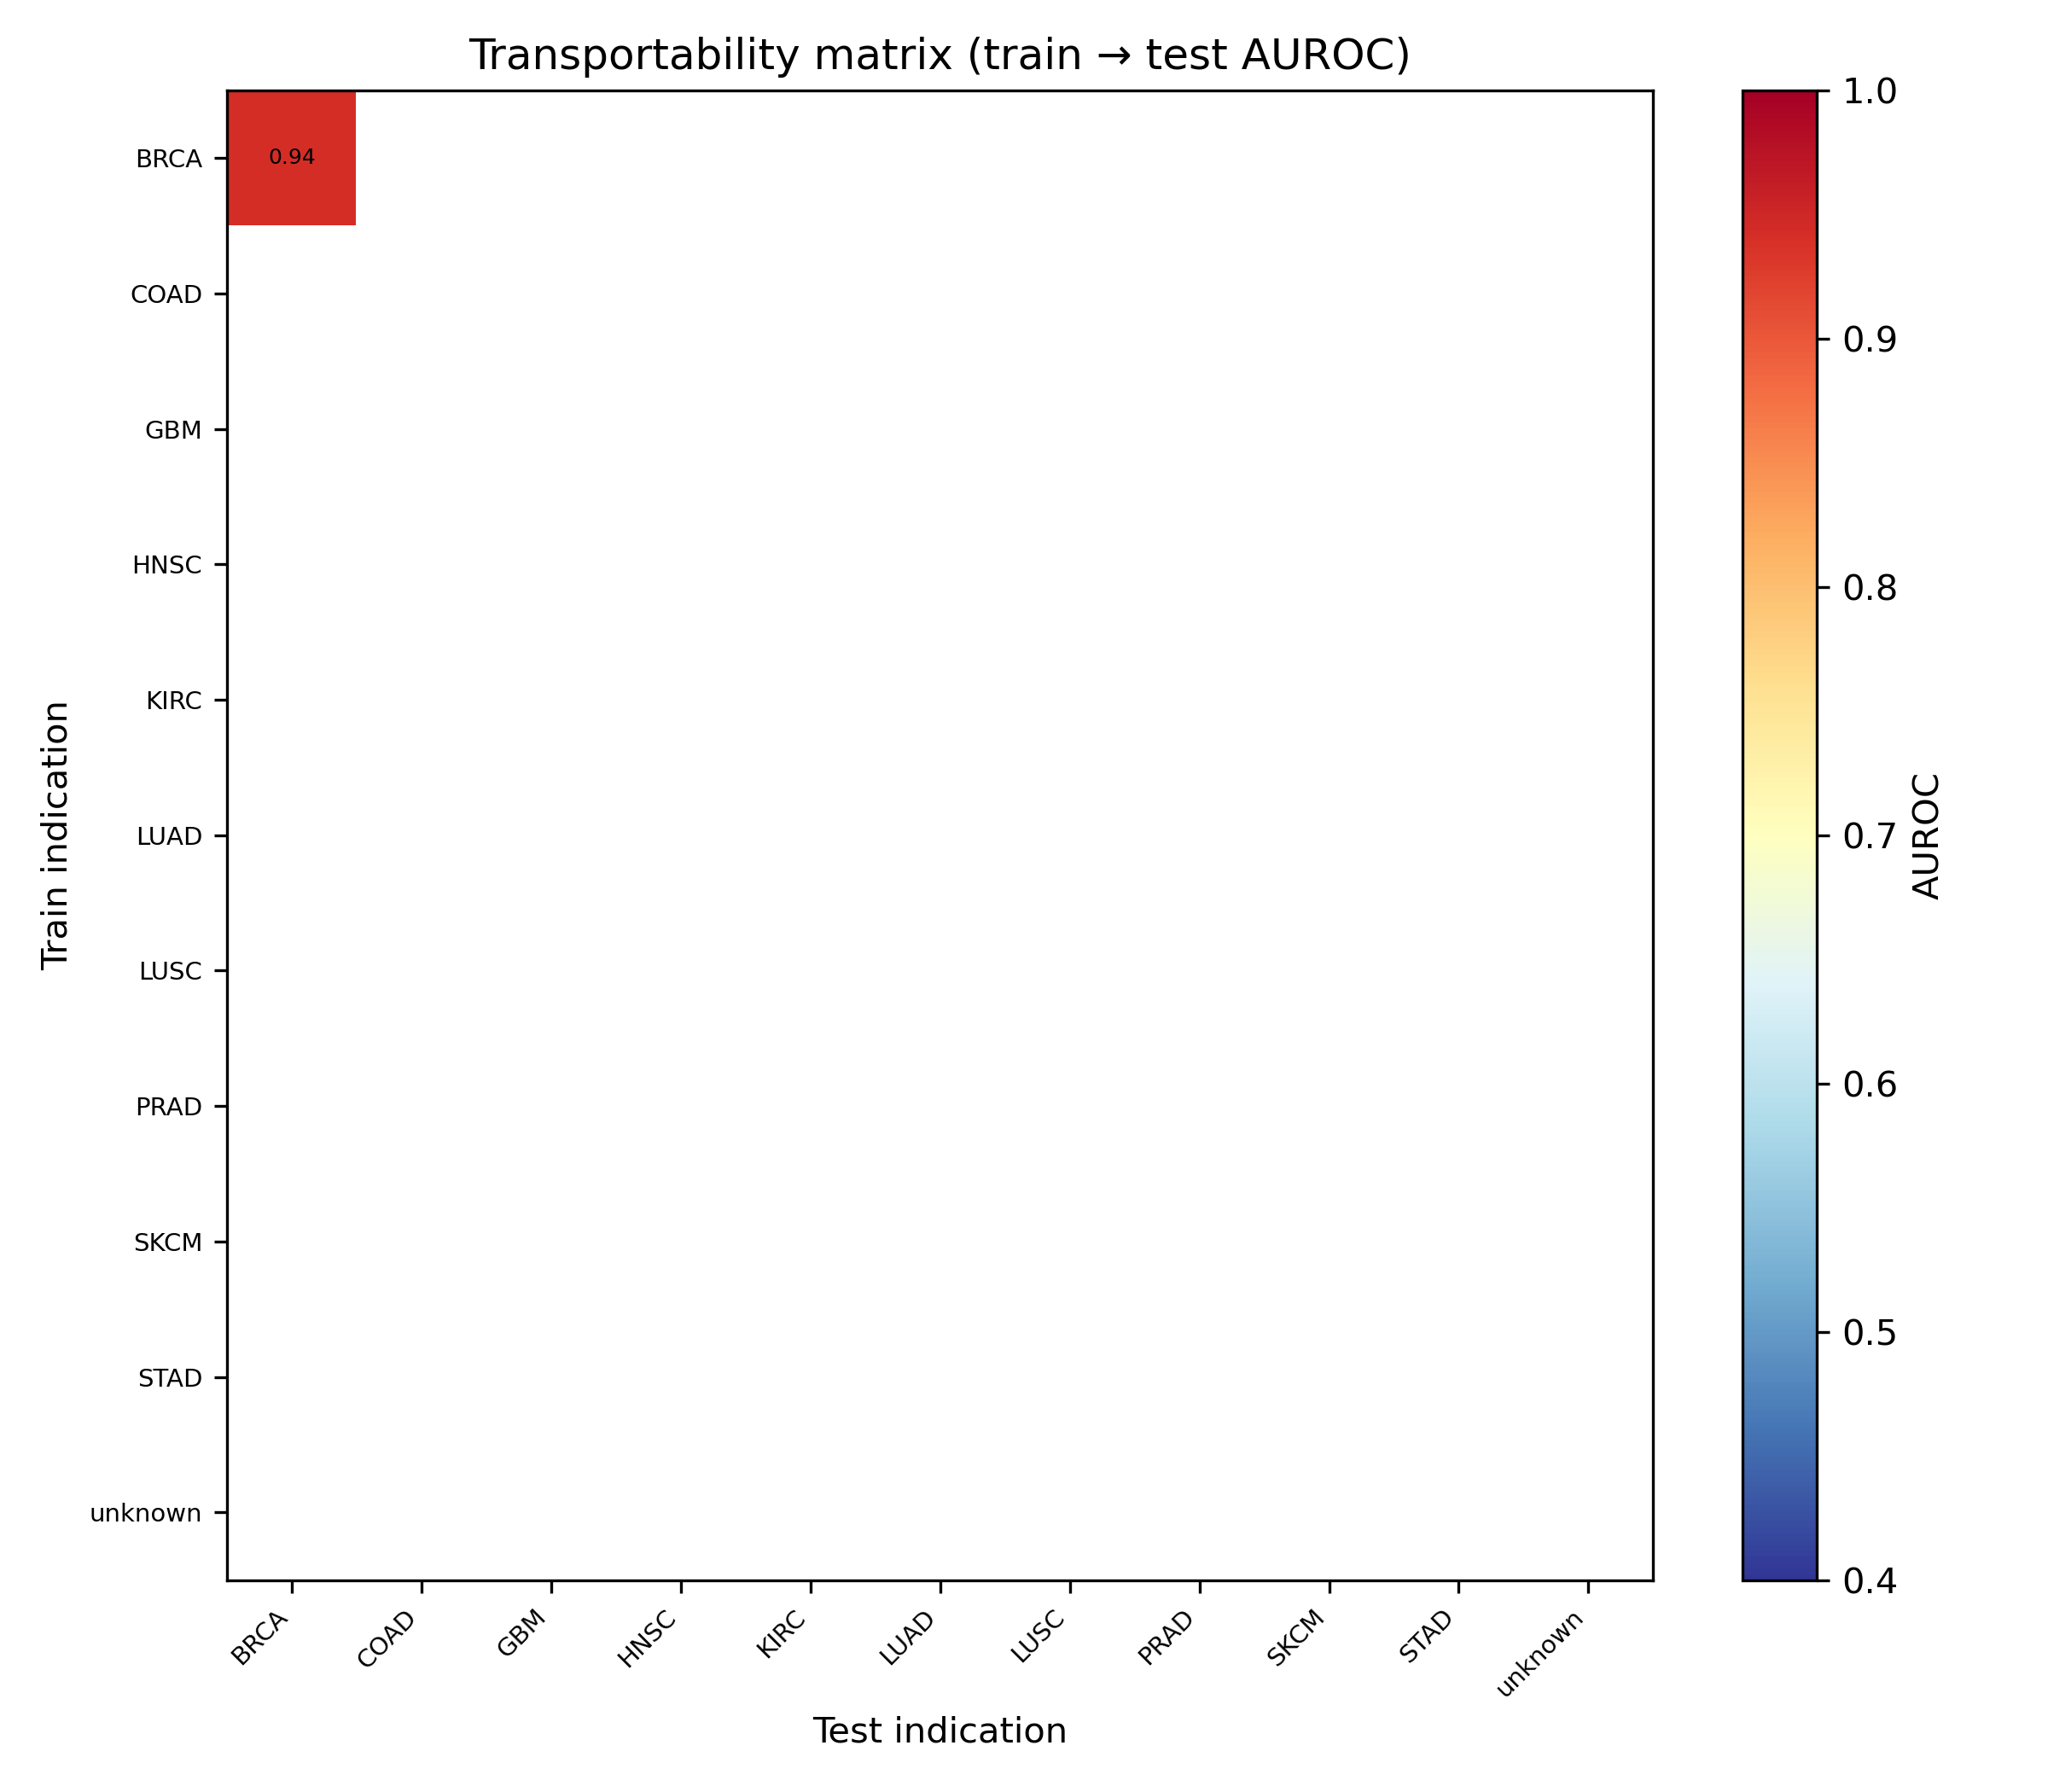 Transportability matrix (train → test AUROC)
Train indication
BRCA
COAD
GBM
HNSC
KIRC
LUAD
LUSC
PRAD
SKCM
STAD
unknown
0.94
BRCA
COAD
GBM
HNSC
KIRC
LUAD
LUSC
PRAD
SKCM
STAD
unknown
Test indication
1.0
0.9
0.8
0.7
0.6
0.5
0.4
AUROC